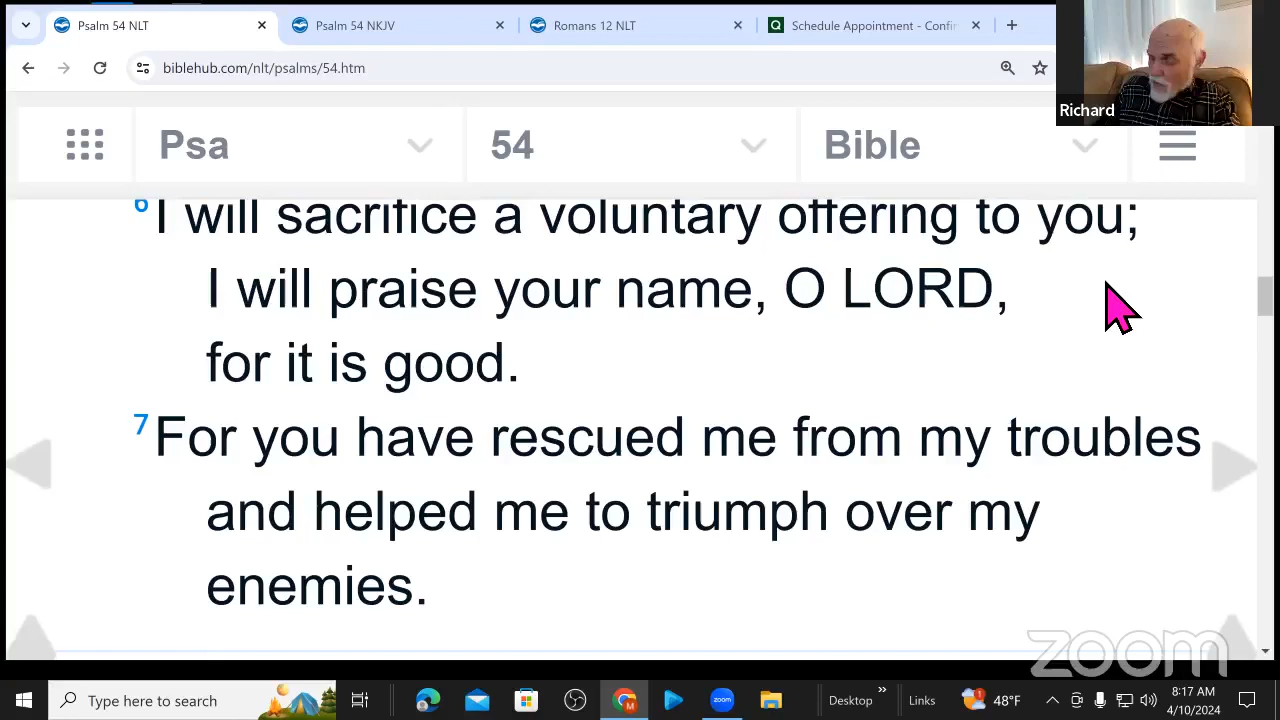 Psalm 54 NLT
Psalm 54 NKJV
Romans 12 NLT
Schedule Appointment - Confi
biblehub.com/nlt/psalms/54.htm
Richard
Psa
54
Bible
6 I will sacrifice a voluntary offering to you;
I will praise your name, O LORD,
for it is good.
7 For you have rescued me from my troubles
and helped me to triumph over my
enemies.
zoom
Type here to search
zoom
Desktop
Links
48°F
8:17 AM
4/10/2024